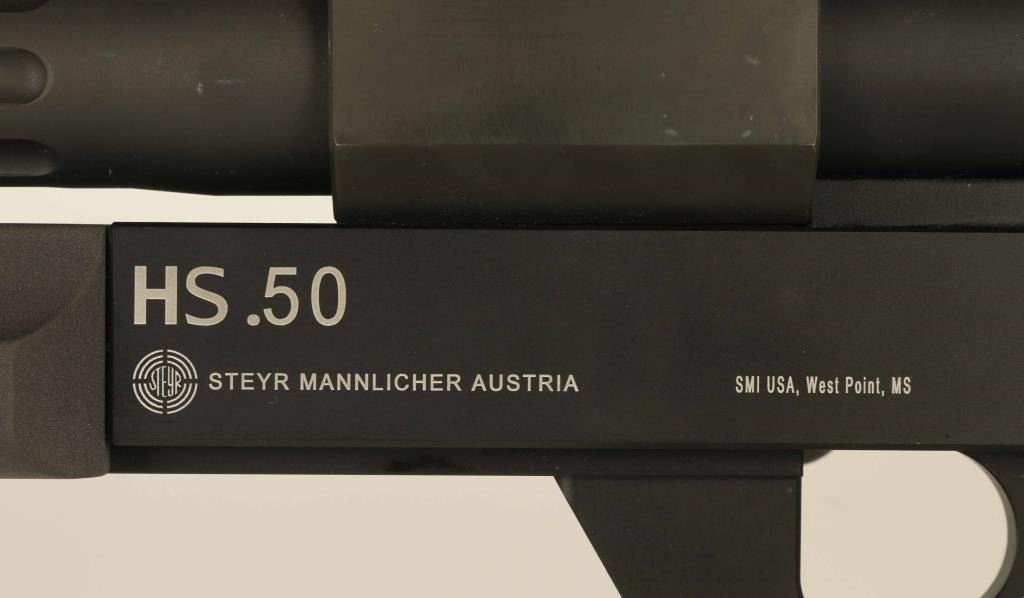 HS .50
STEYR
STEYR MANNLICHER AUSTRIA
SMI USA, West Point, MS